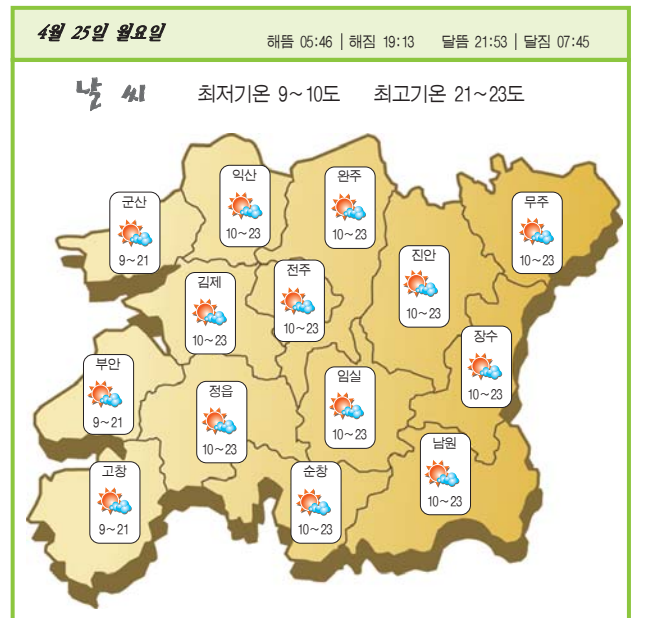 4월 25일 월요일
해뜸 05:46 | 해짐 19:13 달뜸 21:53 | 달짐 07:45
날 씨 최저기온 9~10도 최고기온 21~23도
익산
10~23
완주
10~23
군산
9~21
무주
10~23
진안
10~23
전주
10~23
김제
10~23
장수
10~23
부안
9~21
임실
10~23
정읍
10~23
남원
10~23
고창
9~21
순창
10~23